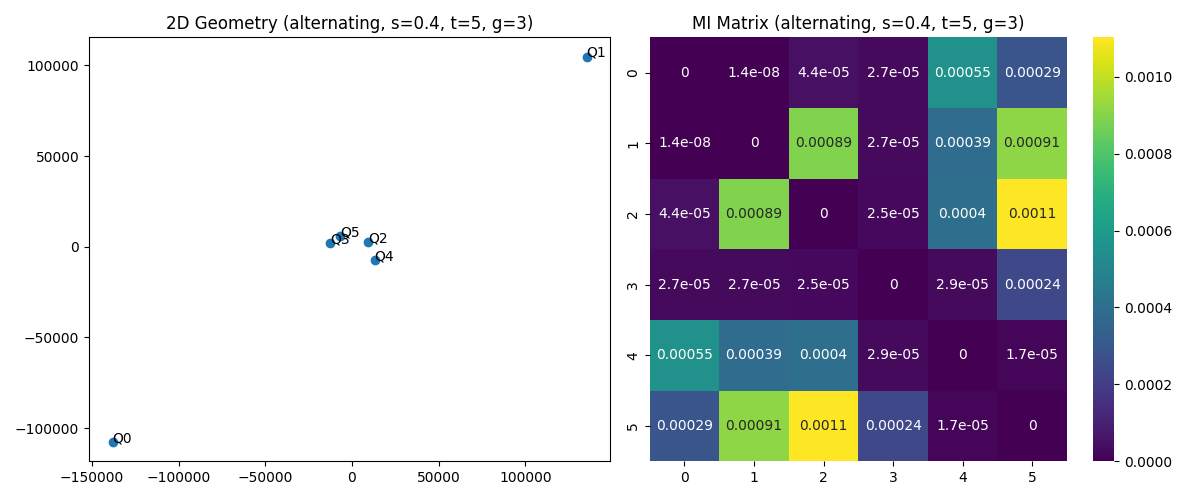 2D Geometry (alternating, s=0.4, t=5, g=3)
100000
50000
0
−50000
−100000
−150000 −100000 −50000 0 50000 100000
Q1
Q5
Q3
Q2
Q4
Q0
MI Matrix (alternating, s=0.4, t=5, g=3)
0 0 1.4e-08 4.4e-05 2.7e-05 0.00055 0.00029
1 1.4e-08 0 0.00089 2.7e-05 0.00039 0.00091
2 4.4e-05 0.00089 0 2.5e-05 0.0004 0.0011
3 2.7e-05 2.7e-05 2.5e-05 0 2.9e-05 0.00024
4 0.00055 0.00039 0.0004 2.9e-05 0 1.7e-05
5 0.00029 0.00091 0.0011 0.00024 1.7e-05 0
0 1 2 3 4 5
0.0010
0.0008
0.0006
0.0004
0.0002
0.0000